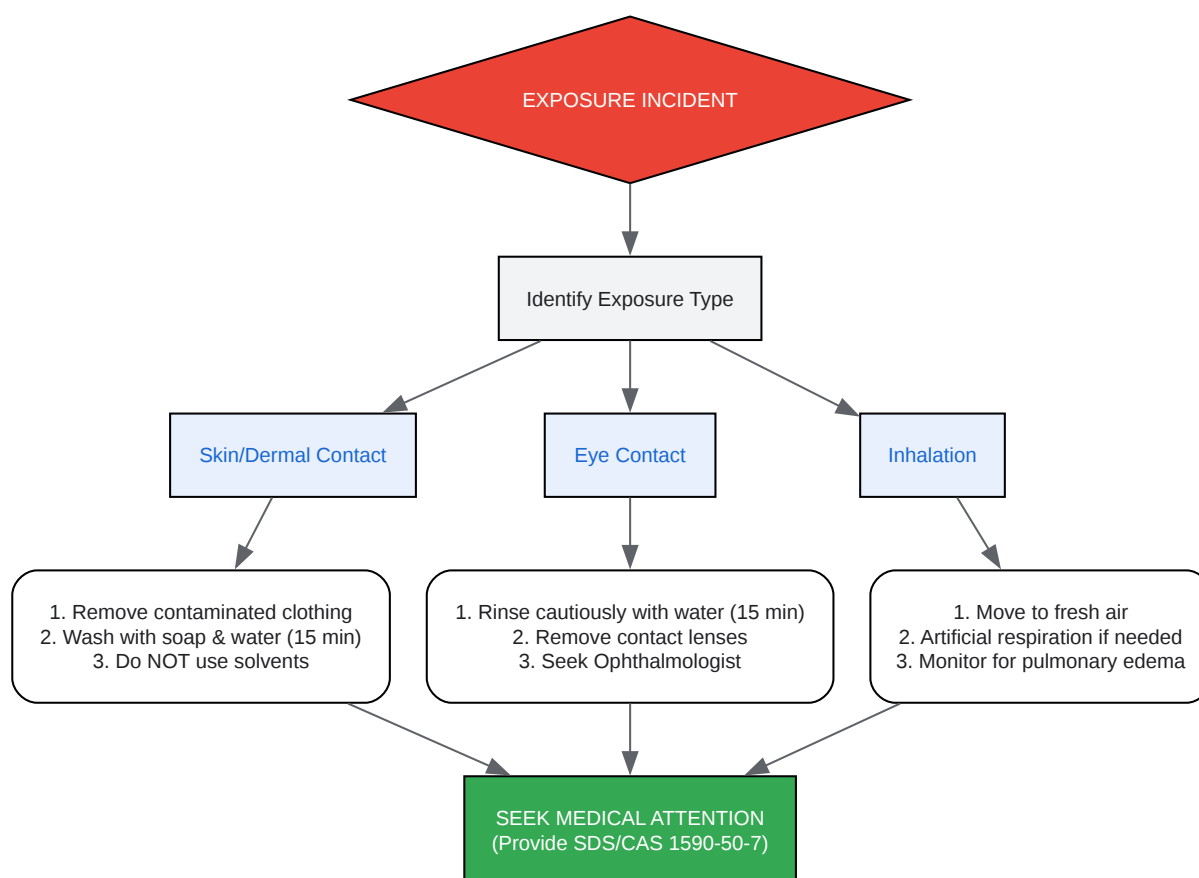 EXPOSURE INCIDENT
Identify Exposure Type
Skin/Dermal Contact
Eye Contact
Inhalation
1. Remove contaminated clothing
2. Wash with soap & water (15 min)
3. Do NOT use solvents
1. Rinse cautiously with water (15 min)
2. Remove contact lenses
3. Seek Ophthalmologist
1. Move to fresh air
2. Artificial respiration if needed
3. Monitor for pulmonary edema
SEEK MEDICAL ATTENTION
(Provide SDS/CAS 1590-50-7)